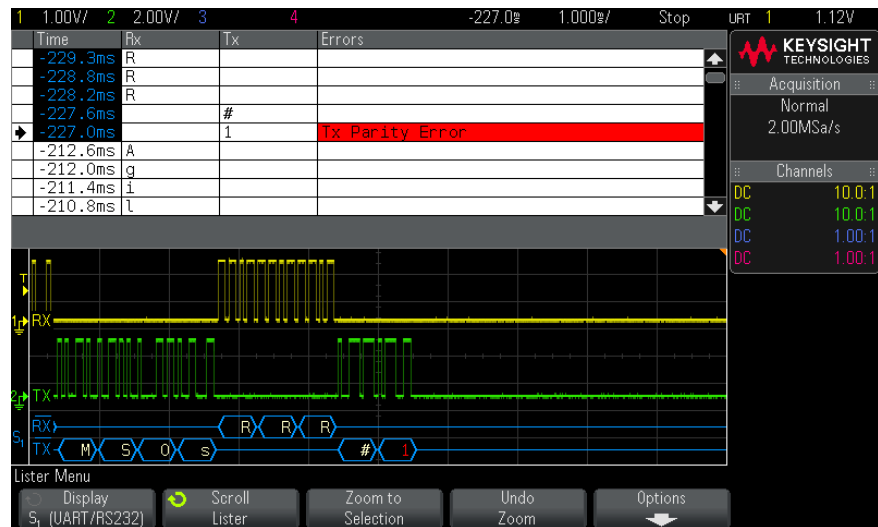 1 1.00V/ 2 2.00V/ 3 4 -227.0ms 1.000ms/ Stop URT 1 1.12V
Time Rx Tx Errors
-229.3ms R
-228.8ms R
-228.2ms R
-227.6ms #
-227.0ms 1 Tx Parity Error
-212.6ms A
-212.0ms g
-211.4ms i
-210.8ms l
KEYSIGHT
TECHNOLOGIES
Acquisition
Normal
2.00MSa/s
Channels
DC 10.0:1
DC 10.0:1
DC 1.00:1
DC 1.00:1
T
1 RX
2 TX
S1 RX R R R
TX M S O s # 1
Lister Menu
Display
S1 (UART/RS232)
Scroll
Lister
Zoom to
Selection
Undo
Zoom
Options